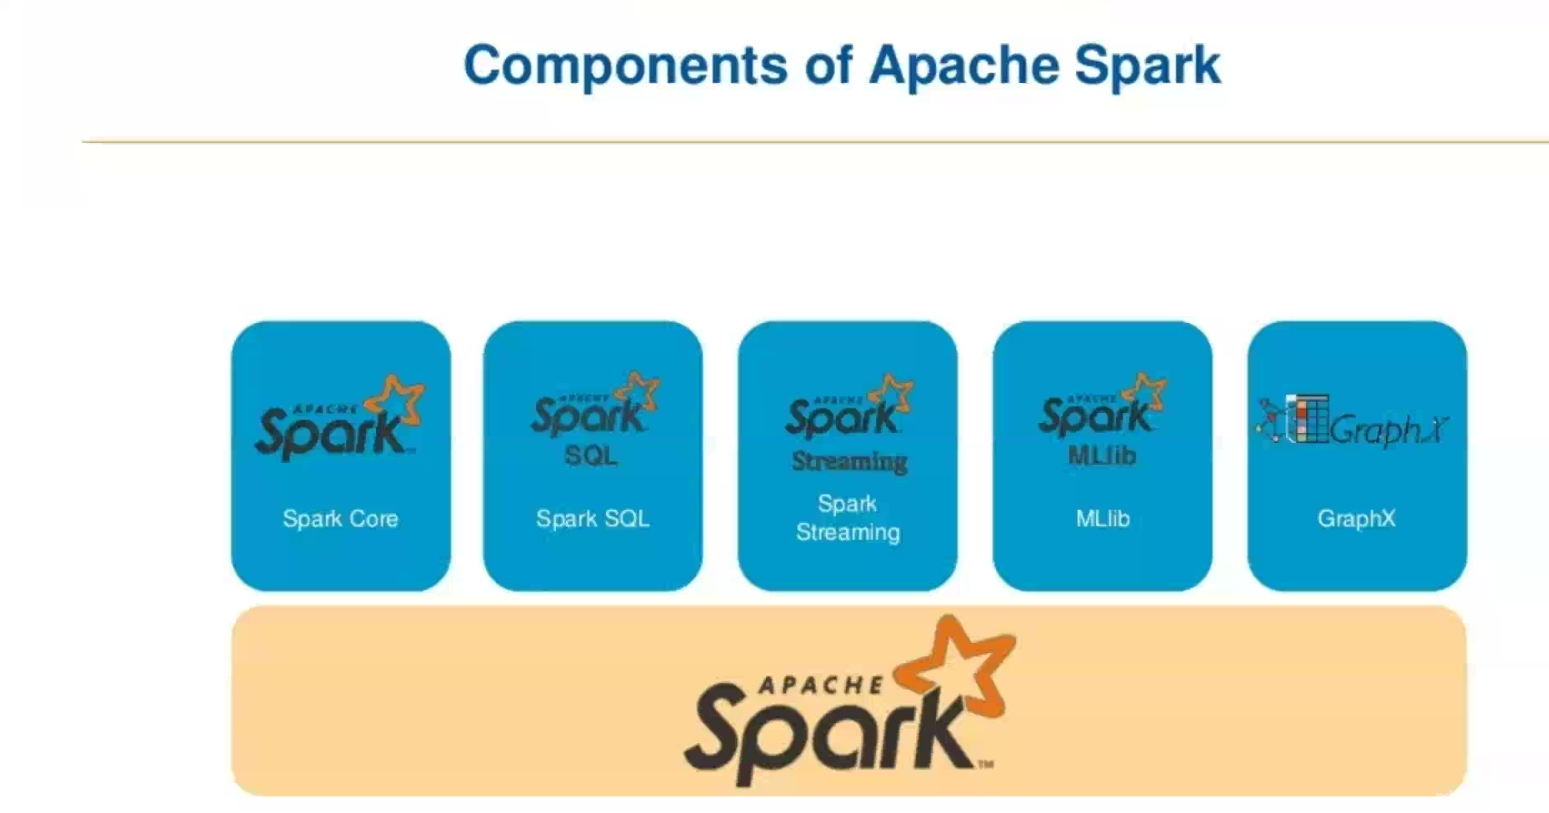 Components of Apache Spark
APACHE
Spark
Spark Core
APACHE
Spark
SQL
Spark SQL
APACHE
Spark
Streaming
Spark
Streaming
APACHE
Spark
MLlib
MLlib
GraphX
GraphX
APACHE
Spark™